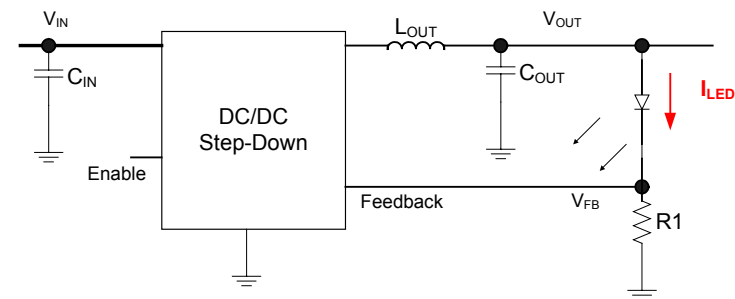 VIN
VOUT
LOUT
CIN
COUT
ILED
DC/DC
Step-Down
Enable
Feedback
VFB
R1